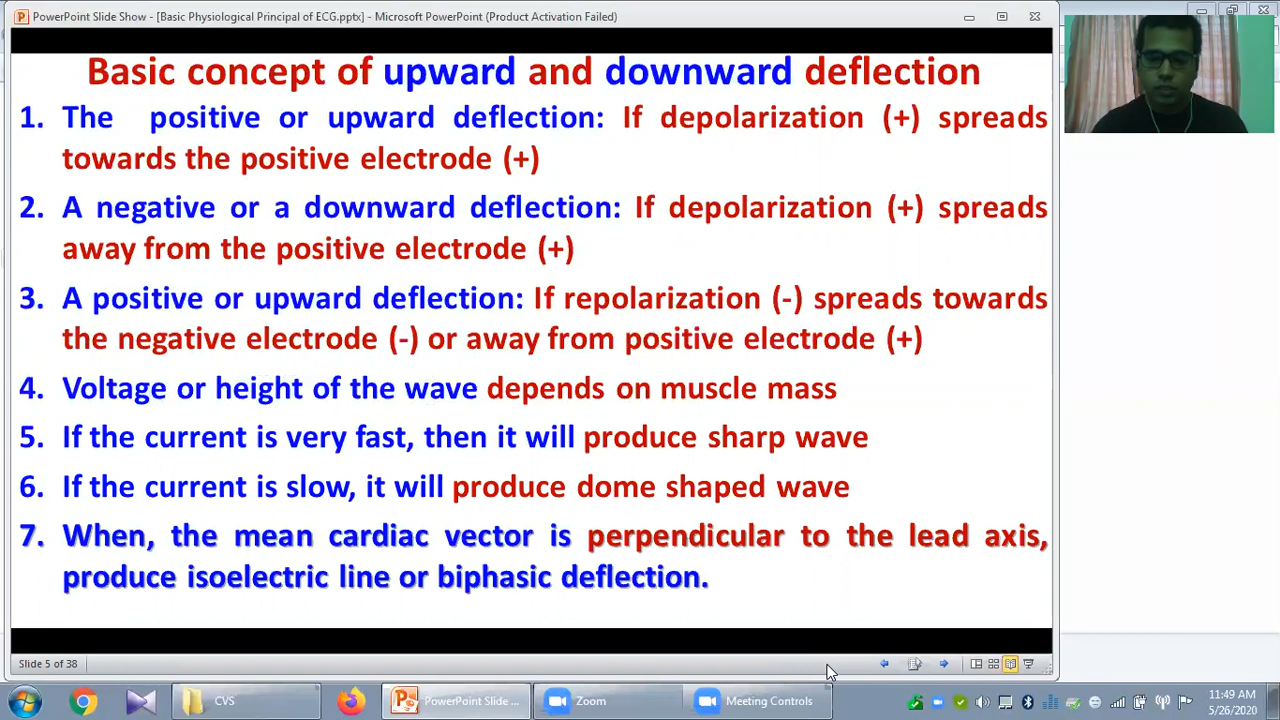 PowerPoint Slide Show - [Basic Physiological Principal of ECG.pptx] - Microsoft PowerPoint (Product Activation Failed)
Basic concept of upward and downward deflection
1. The positive or upward deflection: If depolarization (+) spreads
towards the positive electrode (+)
2. A negative or a downward deflection: If depolarization (+) spreads
away from the positive electrode (+)
3. A positive or upward deflection: If repolarization (-) spreads towards
the negative electrode (-) or away from positive electrode (+)
4. Voltage or height of the wave depends on muscle mass
5. If the current is very fast, then it will produce sharp wave
6. If the current is slow, it will produce dome shaped wave
7. When, the mean cardiac vector is perpendicular to the lead axis,
produce isoelectric line or biphasic deflection.
Slide 5 of 38
CVS
PowerPoint Slide ...
Zoom
Meeting Controls
11:49 AM
5/26/2020